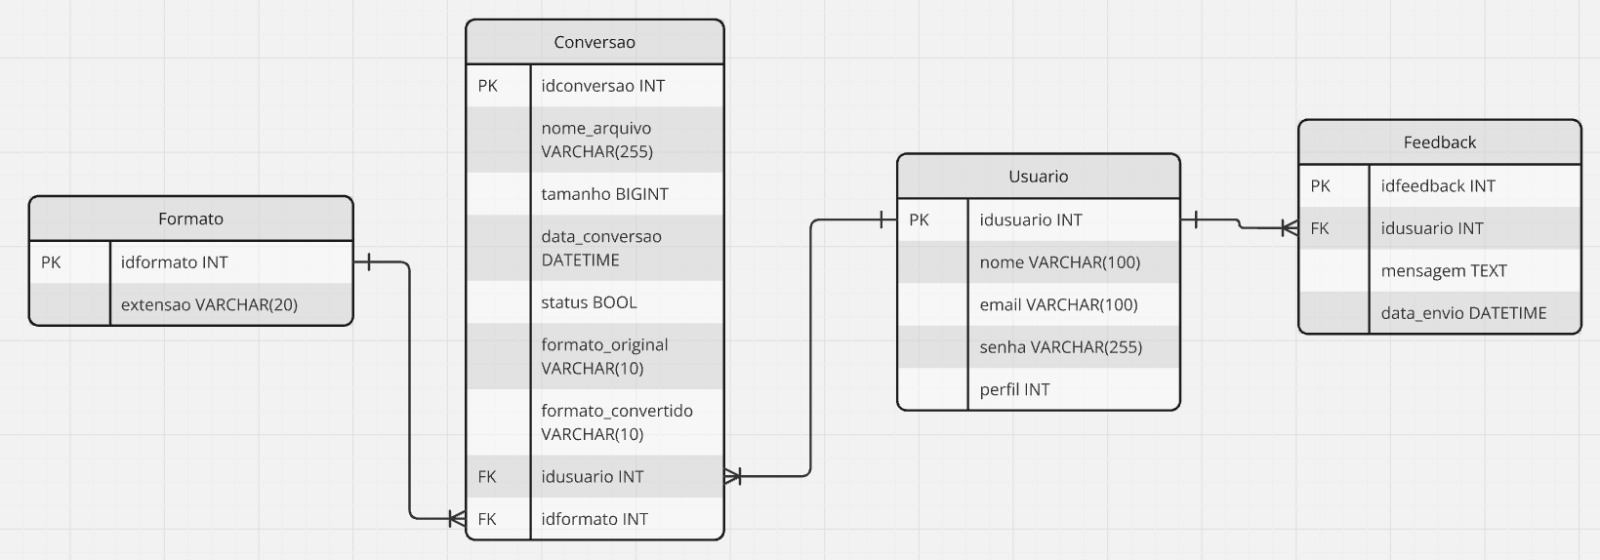 Formato
PK idformato INT
extensao VARCHAR(20)
Conversao
PK idconversao INT
nome_arquivo
VARCHAR(255)
tamanho BIGINT
data_conversao
DATETIME
status BOOL
formato_original
VARCHAR(10)
formato_convertido
VARCHAR(10)
FK idusuario INT
FK idformato INT
Usuario
PK idusuario INT
nome VARCHAR(100)
email VARCHAR(100)
senha VARCHAR(255)
perfil INT
Feedback
PK idfeedback INT
FK idusuario INT
mensagem TEXT
data_envio DATETIME